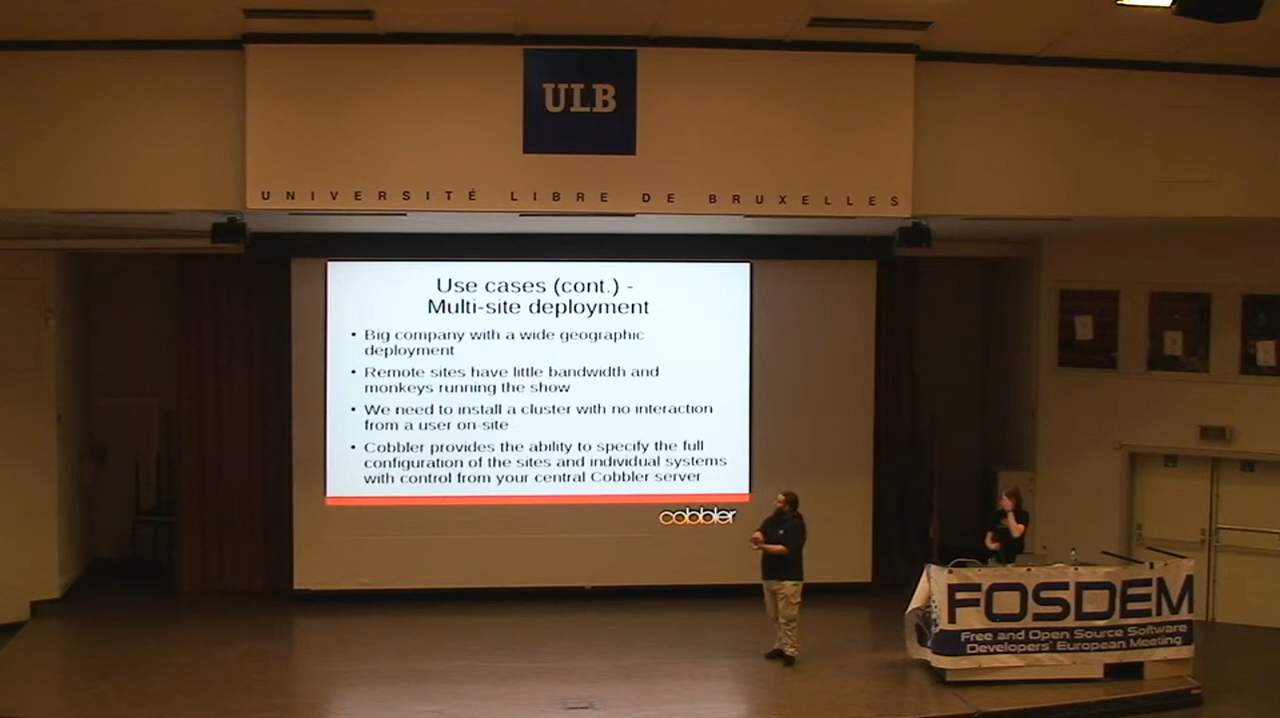 ULB
UNIVERSITÉ LIBRE DE BRUXELLES
Use cases (cont.) -
Multi-site deployment
• Big company with a wide geographic
deployment
• Remote sites have little bandwidth and
monkeys running the show
• We need to install a cluster with no interaction
from a user on-site
• Cobbler provides the ability to specify the full
configuration of the sites and individual systems
with control from your central Cobbler server
cobbler
FOSDEM
Free and Open Source Software
Developers' European Meeting